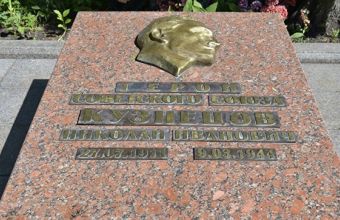 ГЕРОЙ
СОВЕТСКОГО СОЮЗА
КУЗНЕЦОВ
НИКОЛАЙ ИВАНОВИЧ
27.07.1911 9.03.1944